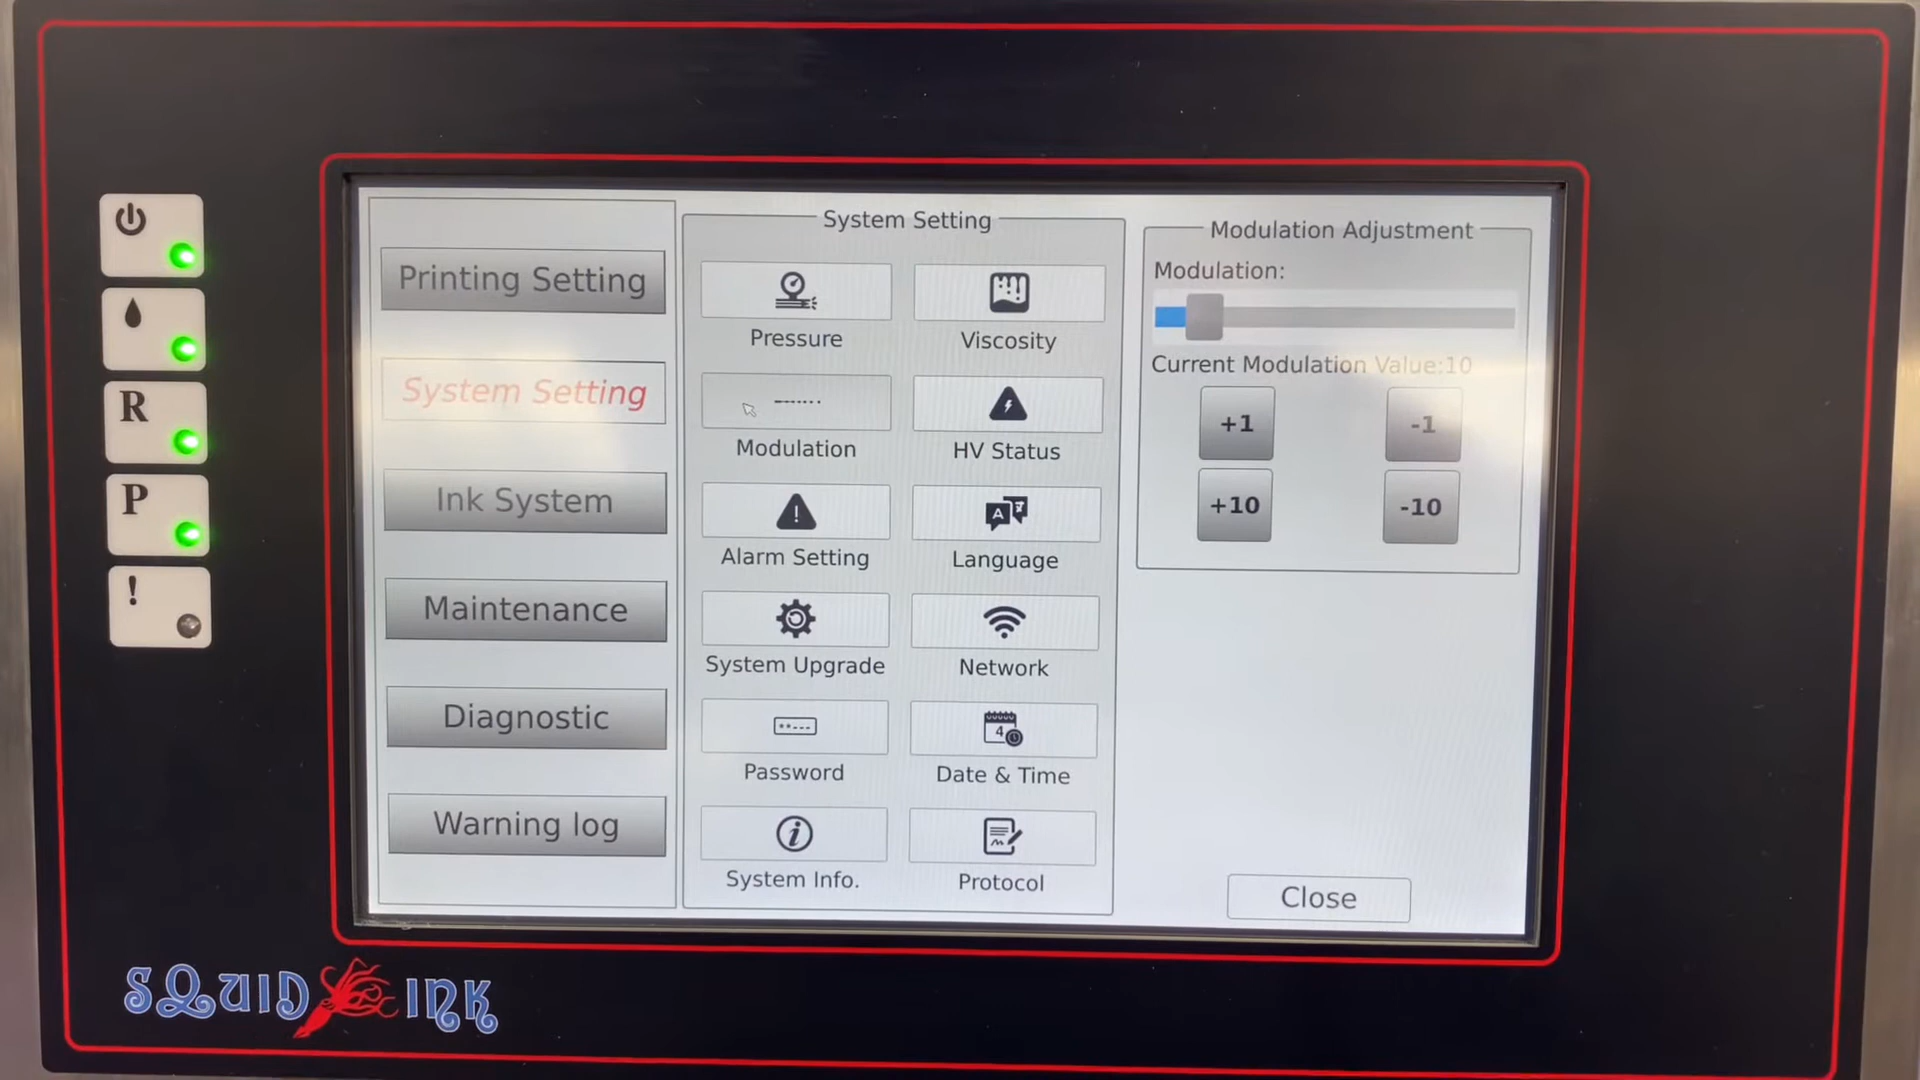 R
P
!
Printing Setting
System Setting
Ink System
Maintenance
Diagnostic
Warning log
System Setting
Pressure
Viscosity
Modulation
HV Status
Alarm Setting
Language
System Upgrade
Network
Password
Date & Time
System Info.
Protocol
Modulation Adjustment
Modulation:
Current Modulation Value:10
+1
-1
+10
-10
Close
SQUID INK